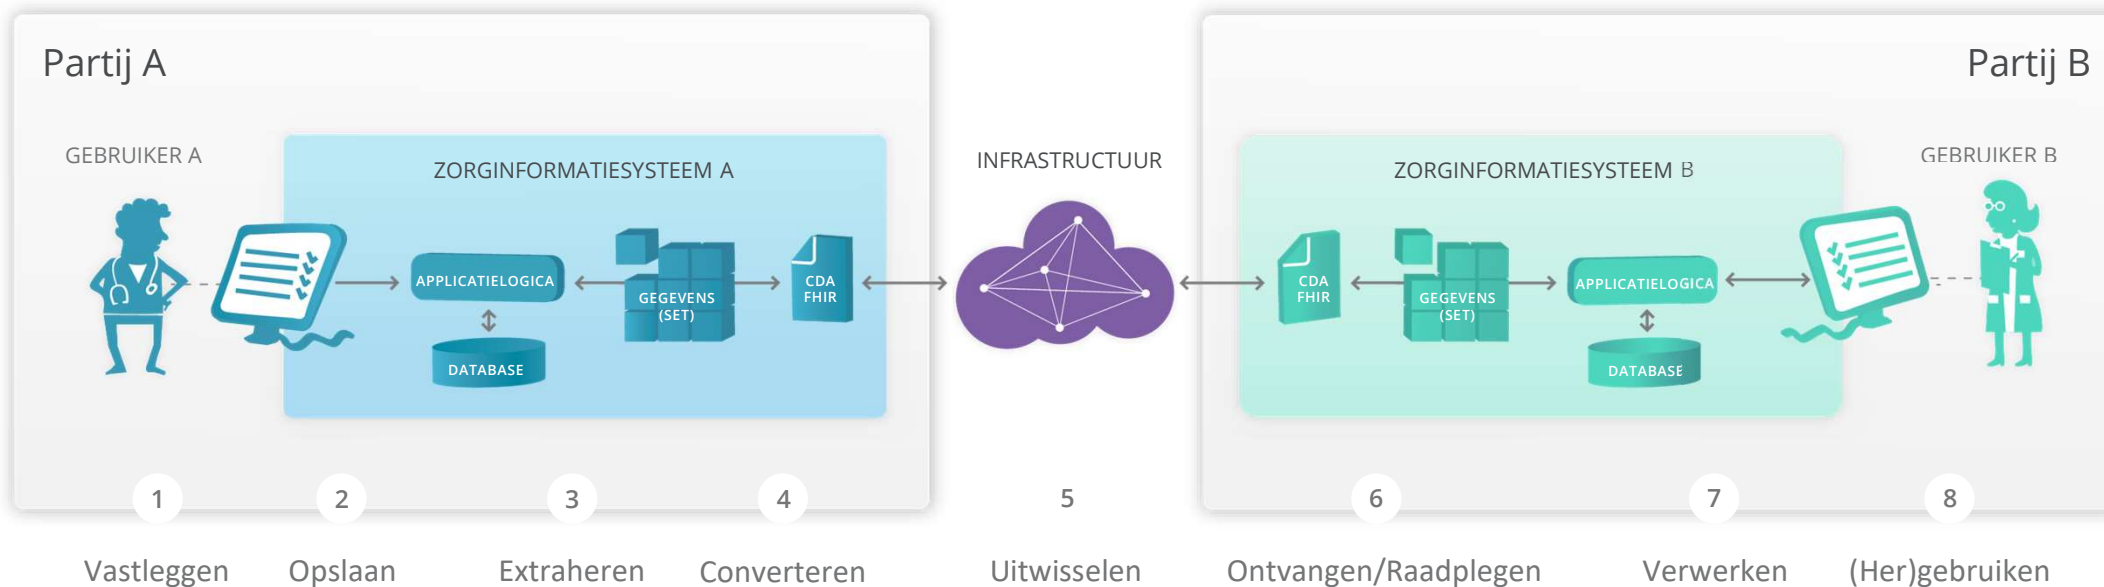 Partij A
Partij B
GEBRUIKER A
ZORGINFORMATIESYSTEEM A
INFRASTRUCTUUR
ZORGINFORMATIESYSTEEM B
GEBRUIKER B
APPLICATIELOGICA
DATABASE
GEGEVENS
(SET)
CDA
FHIR
CDA
FHIR
GEGEVENS
(SET)
APPLICATIELOGICA
DATABASE
1
2
3
4
5
6
7
8
Vastleggen
Opslaan
Extraheren
Converteren
Uitwisselen
Ontvangen/Raadplegen
Verwerken
(Her)gebruiken